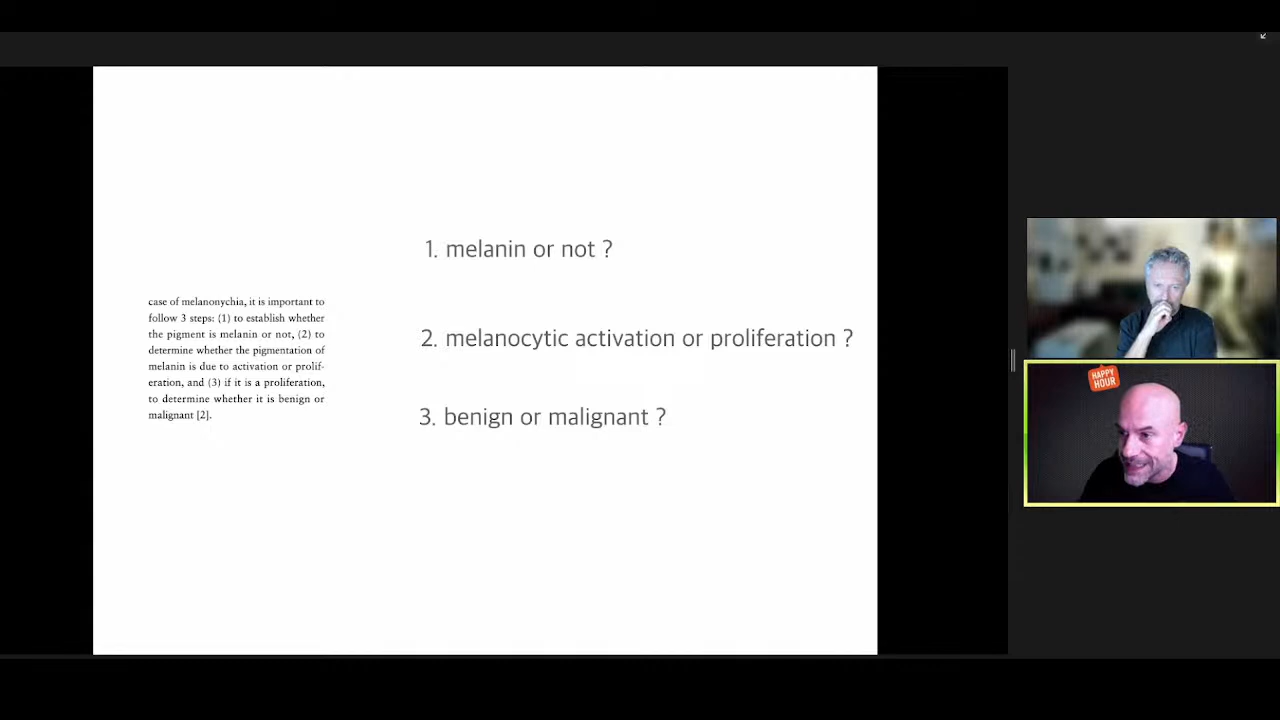 1. melanin or not ?
case of melanonychia, it is important to
follow 3 steps: (1) to establish whether
the pigment is melanin or not, (2) to
determine whether the pigmentation of
melanin is due to activation or prolif-
eration, and (3) if it is a proliferation,
to determine whether it is benign or
malignant [2].
2. melanocytic activation or proliferation ?
3. benign or malignant ?
HAPPY
HOUR